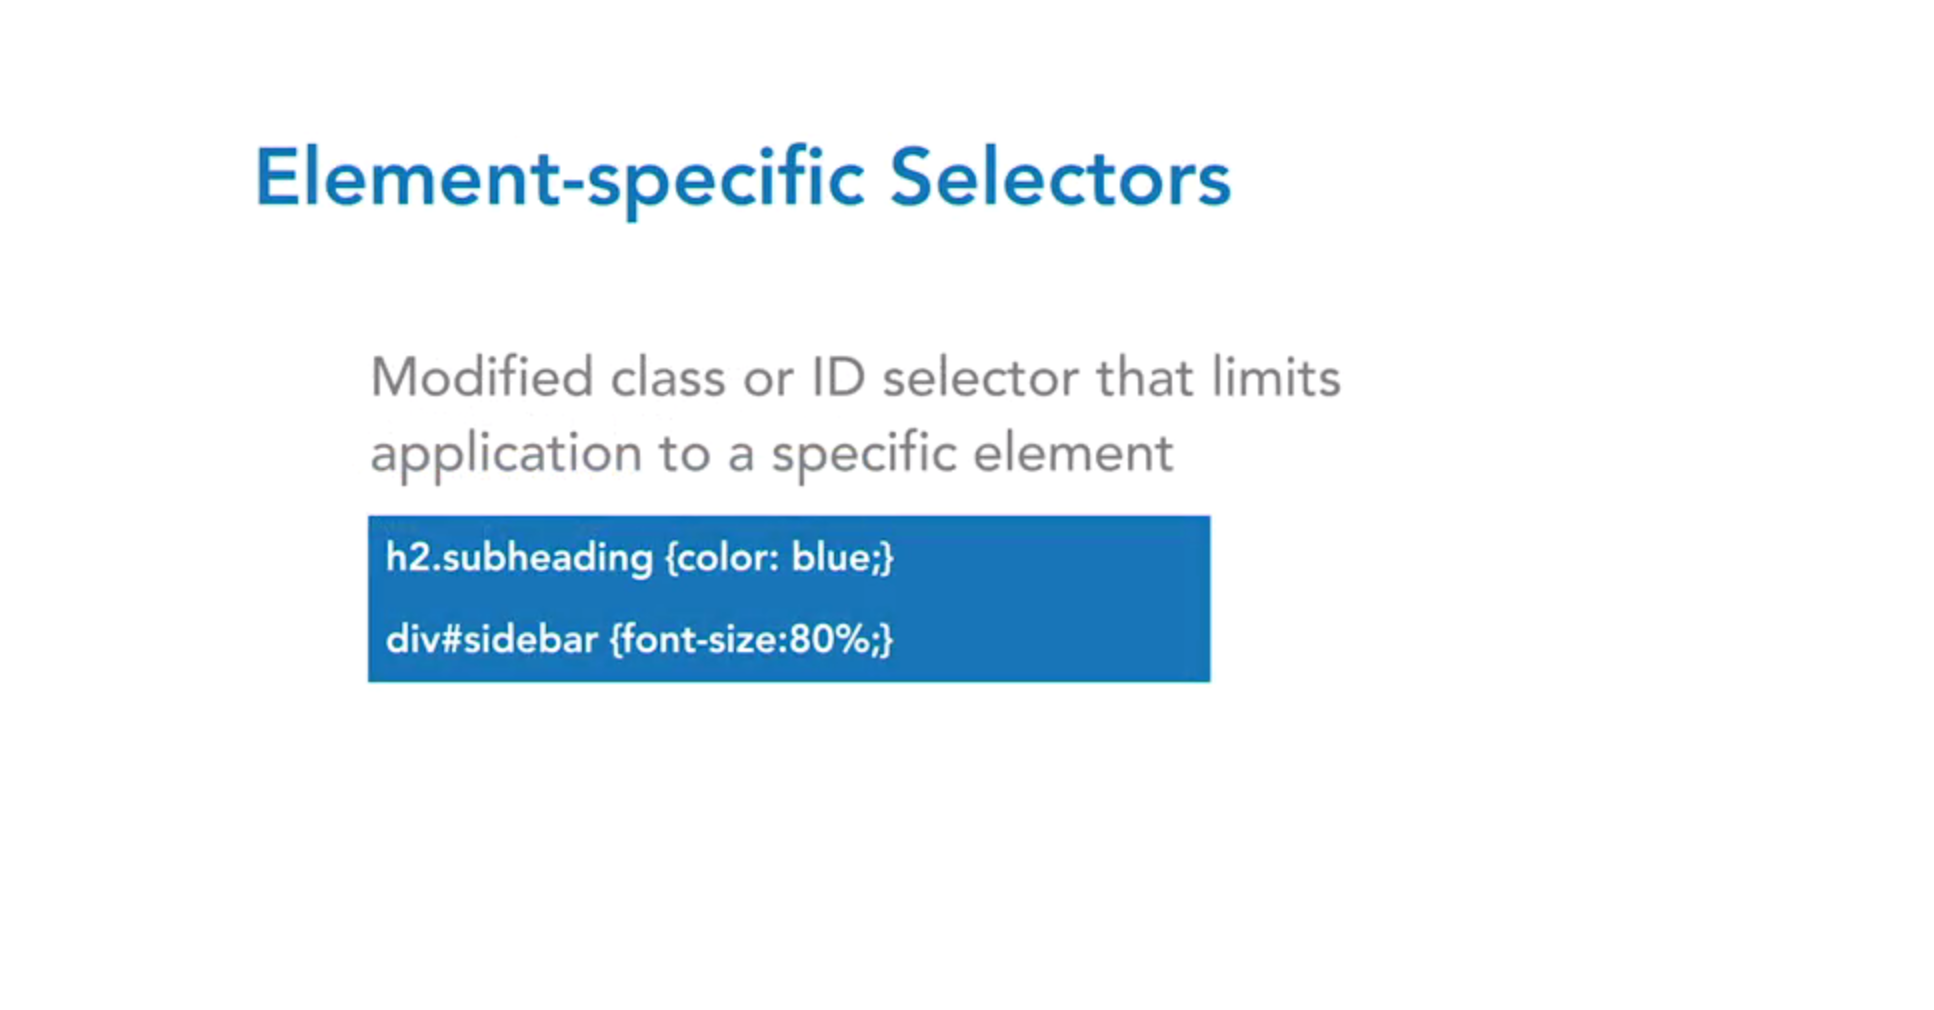 Element-specific Selectors
Modified class or ID selector that limits
application to a specific element
h2.subheading {color: blue;}
div#sidebar {font-size:80%;}